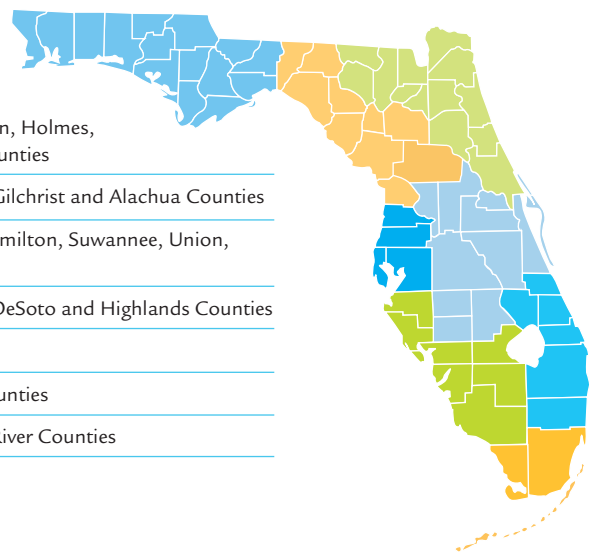 n, Holmes,
unties
Gilchrist and Alachua Counties
milton, Suwannee, Union,
DeSoto and Highlands Counties
unties
River Counties